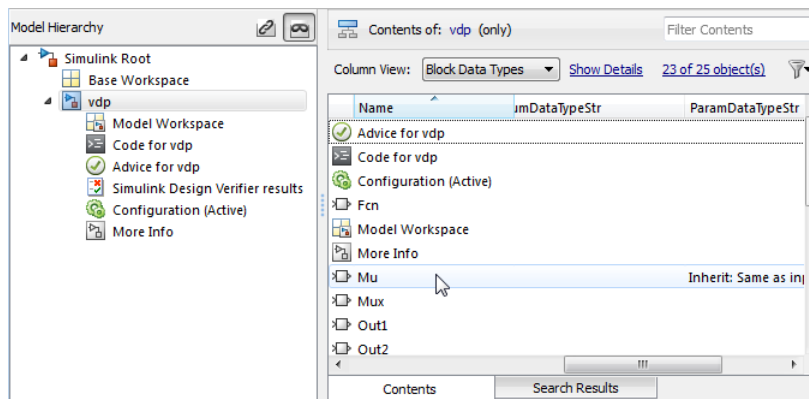 Model Hierarchy
Simulink Root
Base Workspace
vdp
Model Workspace
Code for vdp
Advice for vdp
Simulink Design Verifier results
Configuration (Active)
More Info
Contents of: vdp (only)
Filter Contents
Column View: Block Data Types Show Details 23 of 25 object(s)
Name umDataTypeStr ParamDataTypeStr
Advice for vdp
Code for vdp
Configuration (Active)
Fcn
Model Workspace
More Info
Mu Inherit: Same as inp
Mux
Out1
Out2
Contents Search Results